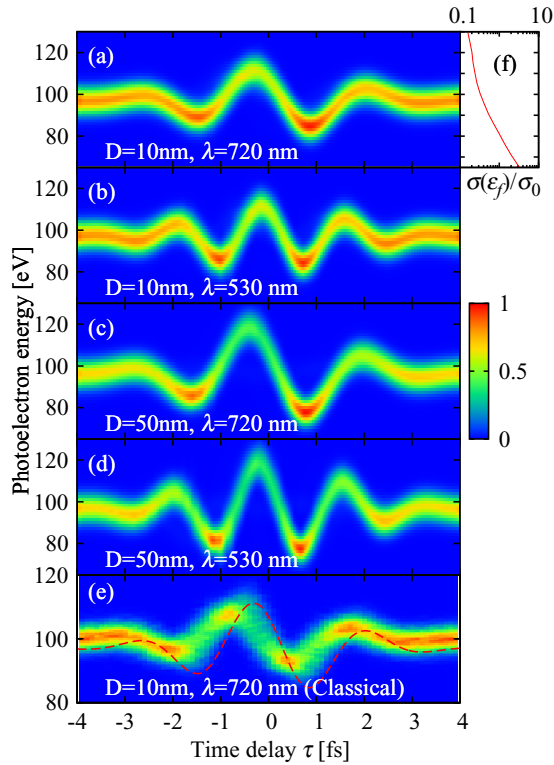 0.1 1 10
120
100
80
(a)
D=10nm, λ=720 nm
(f)
σ(ε_f)/σ_0
120
100
80
(b)
D=10nm, λ=530 nm
Photoelectron energy [eV]
120
100
80
(c)
D=50nm, λ=720 nm
1
0.5
0
120
100
80
(d)
D=50nm, λ=530 nm
120
100
80
(e)
D=10nm, λ=720 nm (Classical)
-4 -3 -2 -1 0 1 2 3 4
Time delay τ [fs]